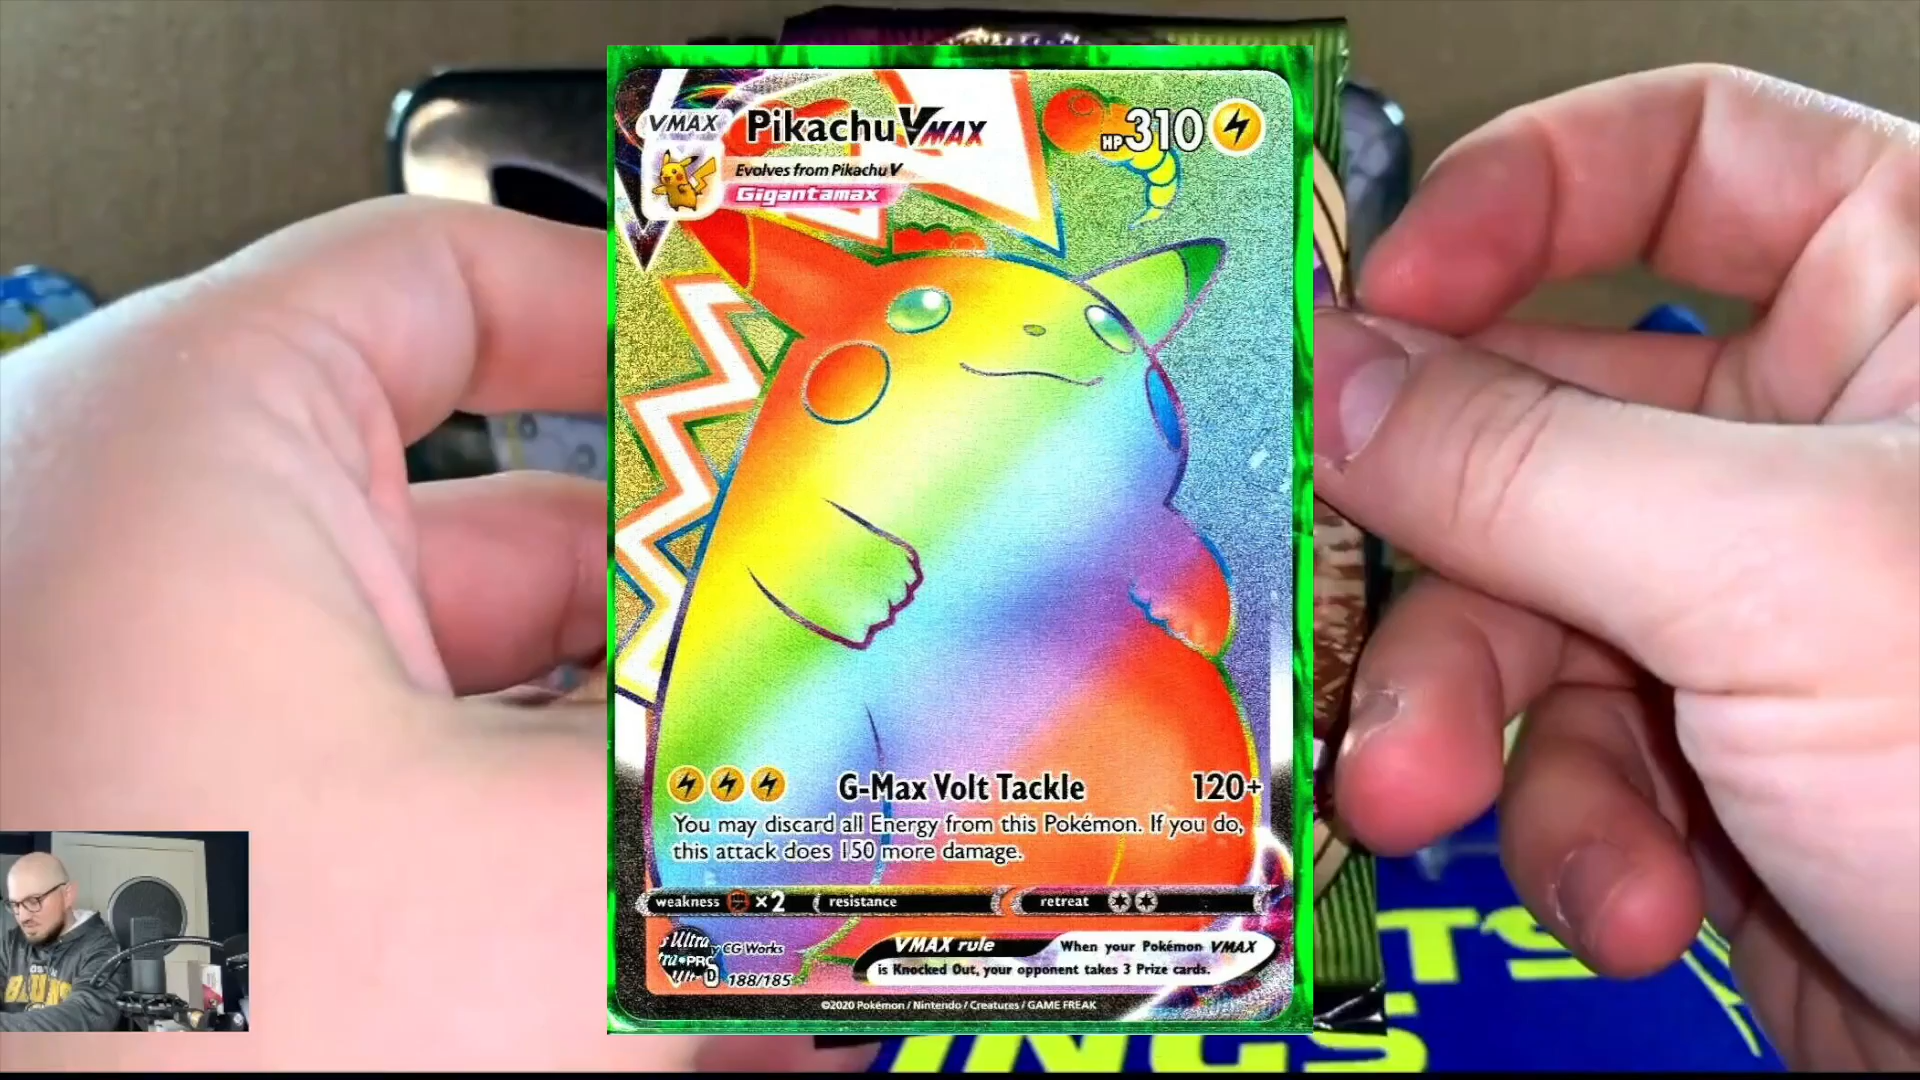 VMAX
Pikachu VMAX
HP 310
Evolves from Pikachu V
Gigantamax
G-Max Volt Tackle 120+
You may discard all Energy from this Pokémon. If you do,
this attack does 150 more damage.
weakness ×2 resistance retreat
Ultra
PRO
CG Works
D 188/185
VMAX rule When your Pokémon VMAX
is Knocked Out, your opponent takes 3 Prize cards.
©2020 Pokémon / Nintendo / Creatures / GAME FREAK